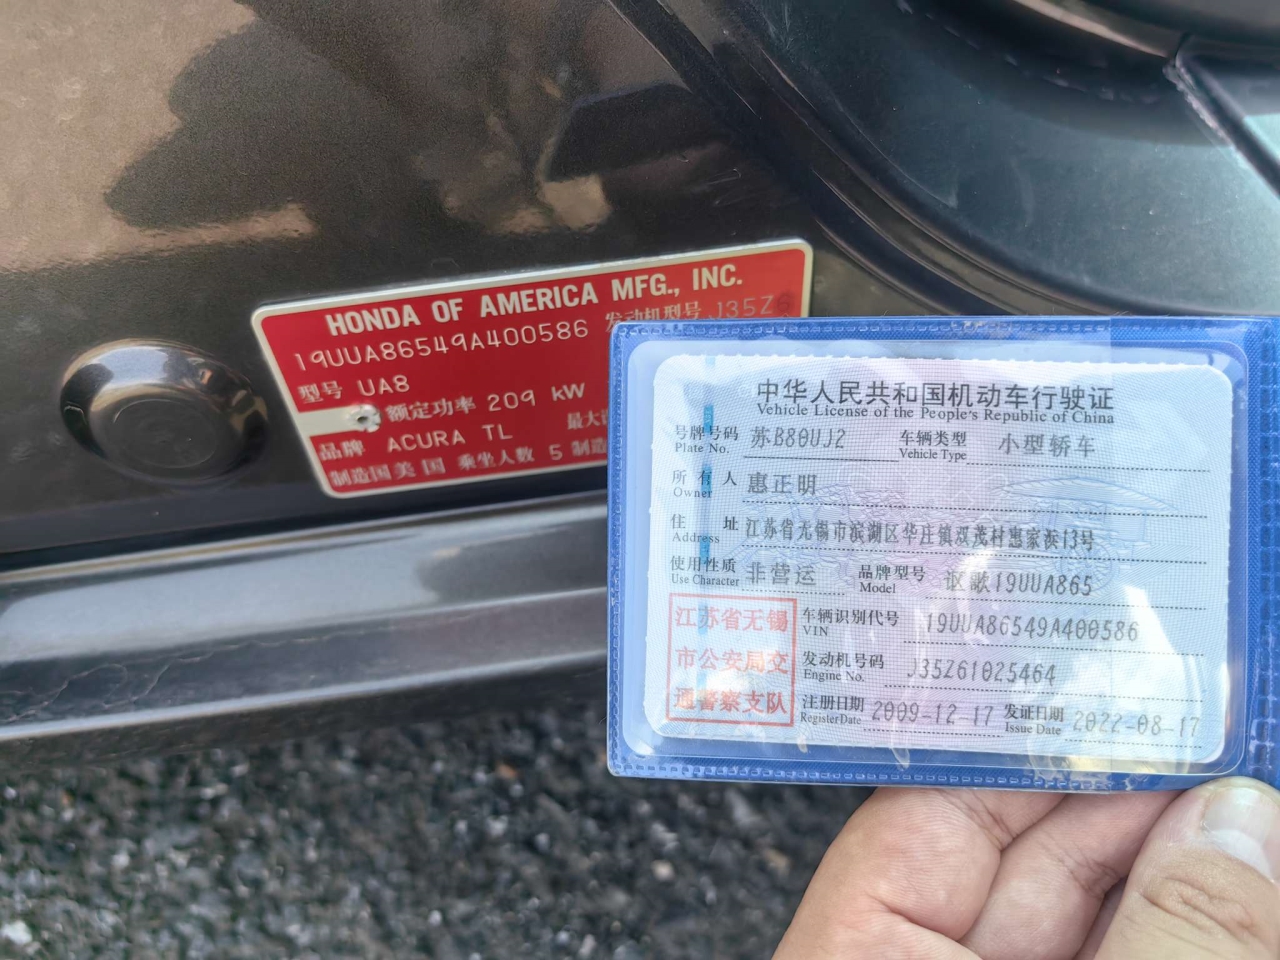 HONDA OF AMERICA MFG., INC.
19UUA86549A400586 发动机型号 J35Z6
型号 UA8
额定功率 209 kW
最大
品牌 ACURA TL
制造国 美国 乘坐人数 5 制造
中华人民共和国机动车行驶证
Vehicle License of the People's Republic of China
号牌号码 苏B80UJ2 车辆类型 小型轿车
Plate No. Vehicle Type
所有人 惠正明
Owner
住址 江苏省无锡市滨湖区华庄镇双茂村惠家浜13号
Address
使用性质 非营运 品牌型号 讴歌19UUA865
Use Character Model
江苏省无锡
市公安局交
通警察支队
车辆识别代号 19UUA86549A400586
VIN
发动机号码 J35Z61025464
Engine No.
注册日期 2009-12-17 发证日期 2022-08-17
Register Date Issue Date